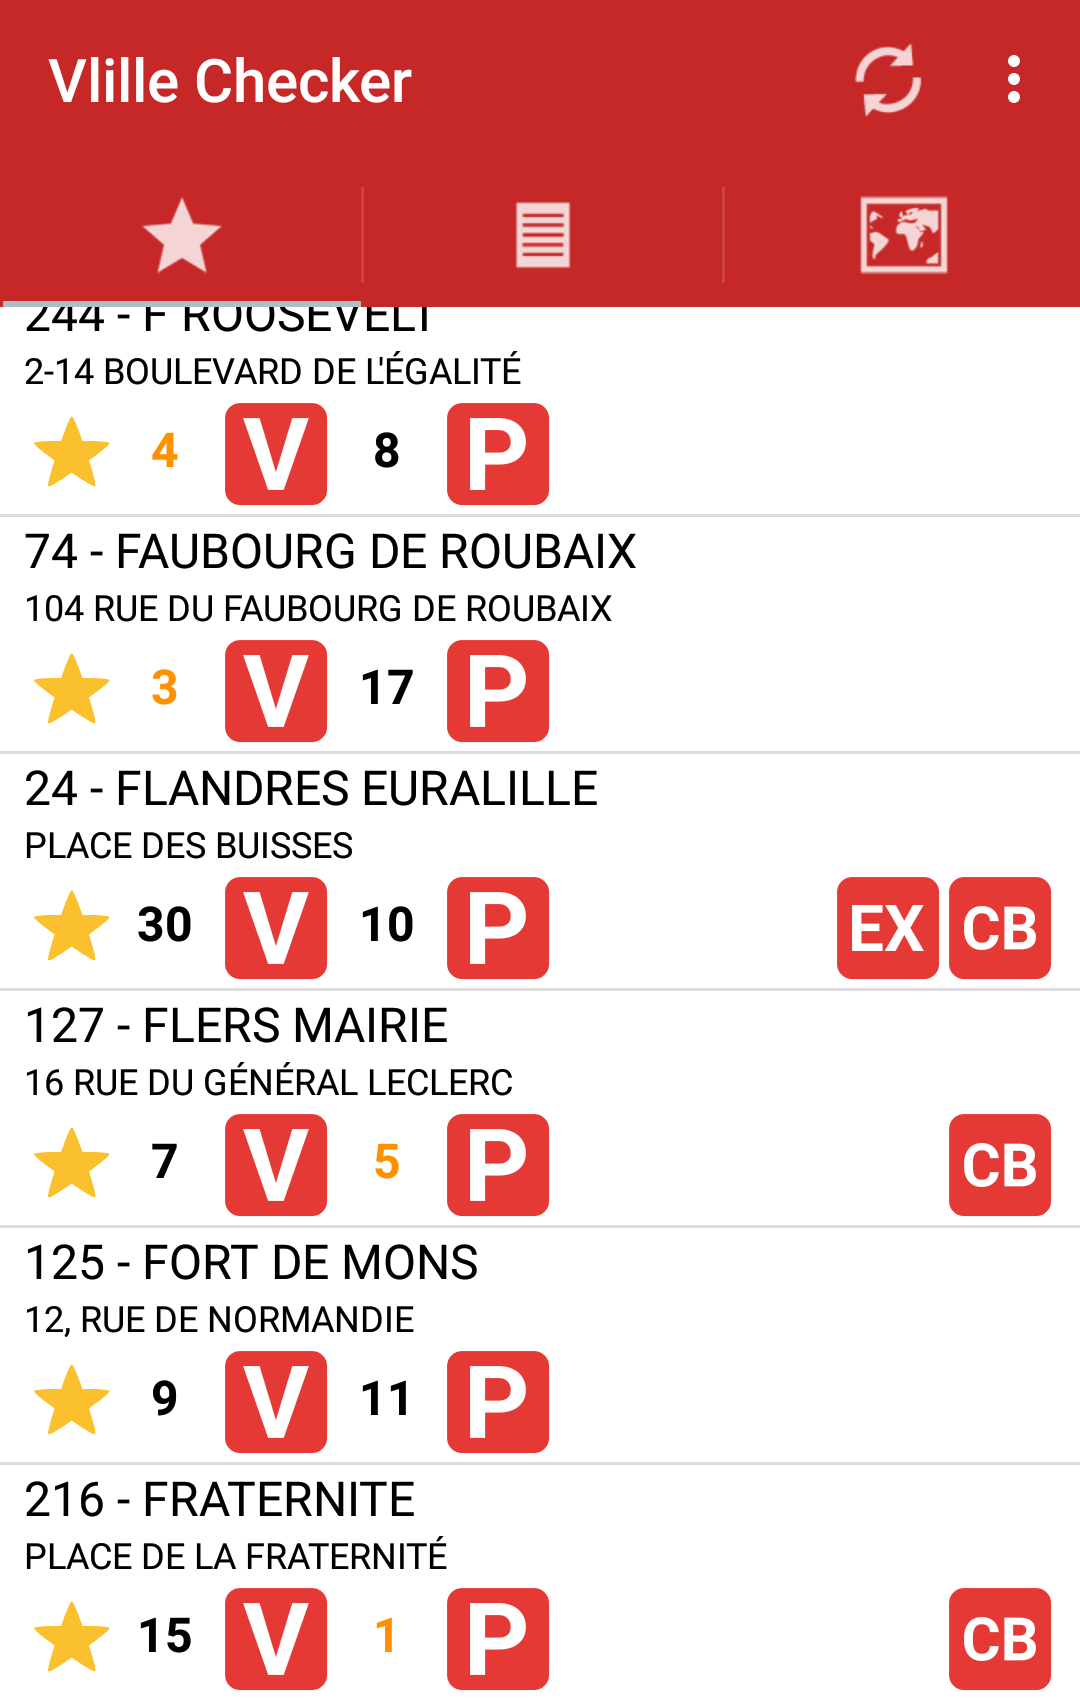 Vlille Checker
244 - F ROOSEVELT
2-14 BOULEVARD DE L'ÉGALITÉ
4 V 8 P
74 - FAUBOURG DE ROUBAIX
104 RUE DU FAUBOURG DE ROUBAIX
3 V 17 P
24 - FLANDRES EURALILLE
PLACE DES BUISSES
30 V 10 P EX CB
127 - FLERS MAIRIE
16 RUE DU GÉNÉRAL LECLERC
7 V 5 P CB
125 - FORT DE MONS
12, RUE DE NORMANDIE
9 V 11 P
216 - FRATERNITE
PLACE DE LA FRATERNITÉ
15 V 1 P CB